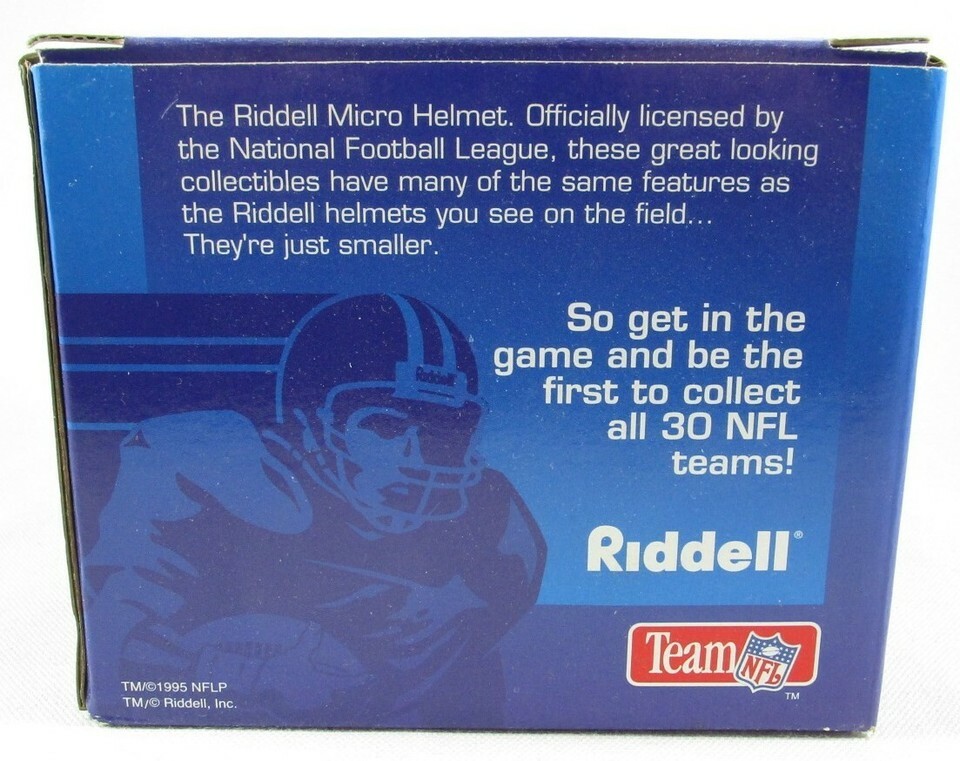 The Riddell Micro Helmet. Officially licensed by
the National Football League, these great looking
collectibles have many of the same features as
the Riddell helmets you see on the field...
They're just smaller.
Riddell
So get in the
game and be the
first to collect
all 30 NFL
teams!
Riddell®
Team NFL
TM
TM/©1995 NFLP
TM/© Riddell, Inc.